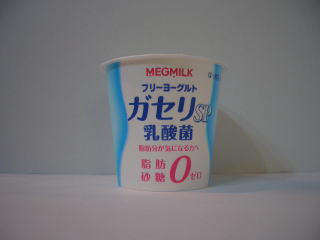 MEGMILK
フリーヨーグルト
ガセリSP
乳酸菌
脂肪分が気になる方へ
脂肪
砂糖 0 ゼロ